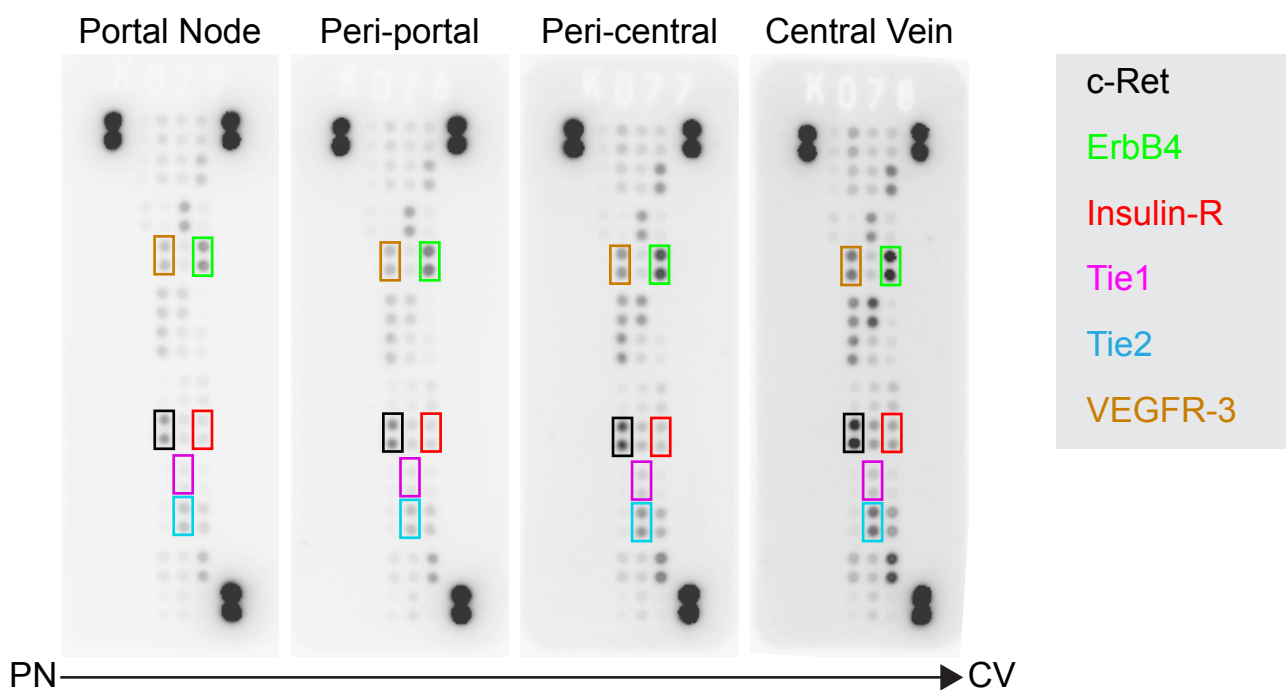 Portal Node
Peri-portal
Peri-central
Central Vein
K075
K076
K077
K078
c-Ret
ErbB4
Insulin-R
Tie1
Tie2
VEGFR-3
PN
CV